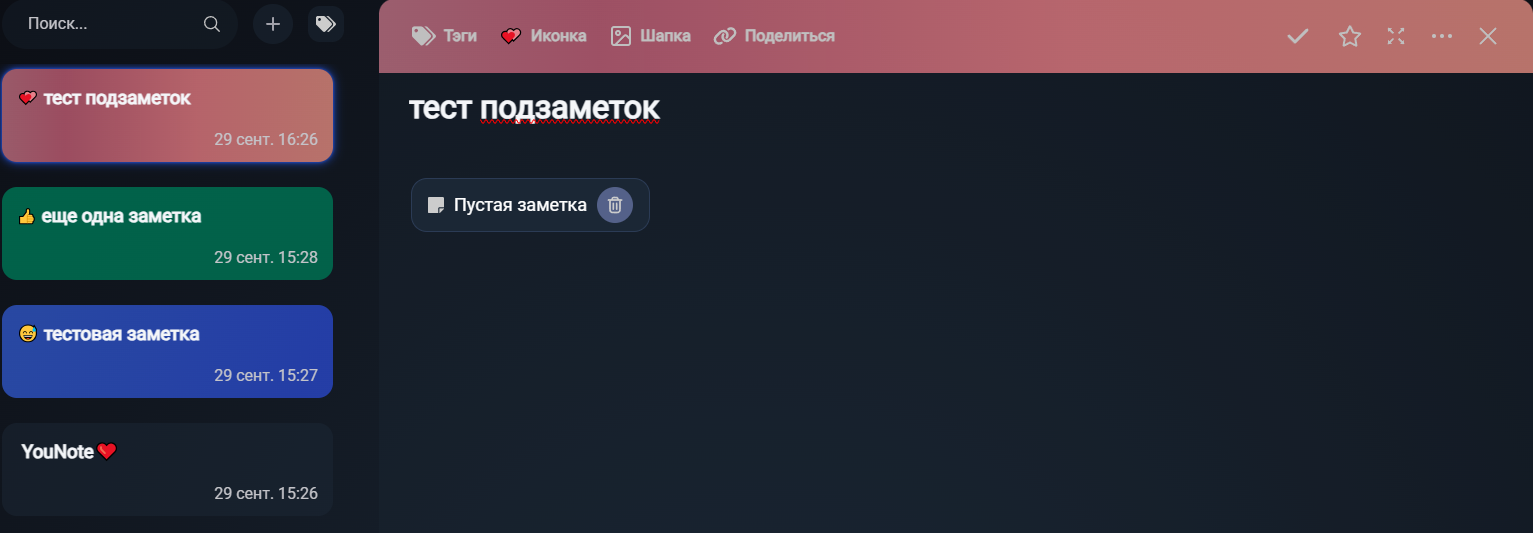 Поиск...
тест подзаметок
29 сент. 16:26
еще одна заметка
29 сент. 15:28
тестовая заметка
29 сент. 15:27
YouNote
29 сент. 15:26
Тэги Иконка Шапка Поделиться
тест подзаметок
Пустая заметка